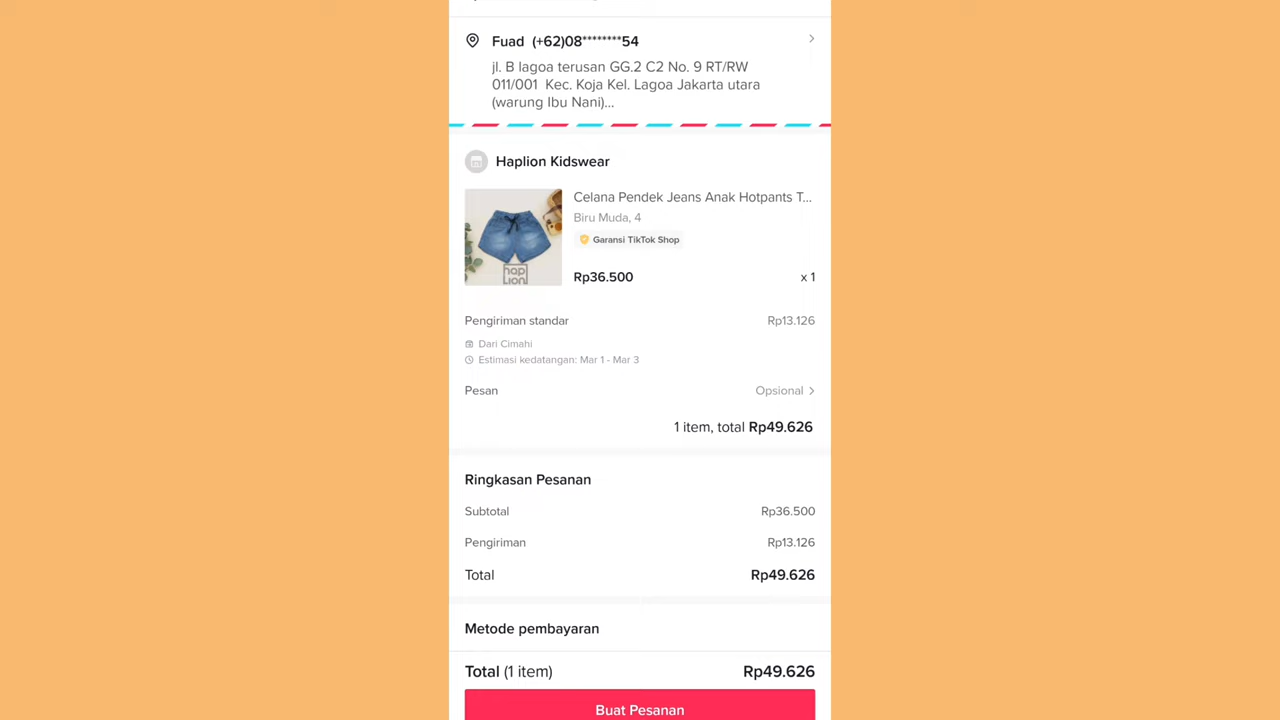 Fuad (+62)08********54
jl. B lagoa terusan GG.2 C2 No. 9 RT/RW
011/001 Kec. Koja Kel. Lagoa Jakarta utara
(warung Ibu Nani)...
Haplion Kidswear
Celana Pendek Jeans Anak Hotpants T...
Biru Muda, 4
Garansi TikTok Shop
hap
lion
Rp36.500 x 1
Pengiriman standar Rp13.126
Dari Cimahi
Estimasi kedatangan: Mar 1 - Mar 3
Pesan Opsional
1 item, total Rp49.626
Ringkasan Pesanan
Subtotal Rp36.500
Pengiriman Rp13.126
Total Rp49.626
Metode pembayaran
Total (1 item) Rp49.626
Buat Pesanan